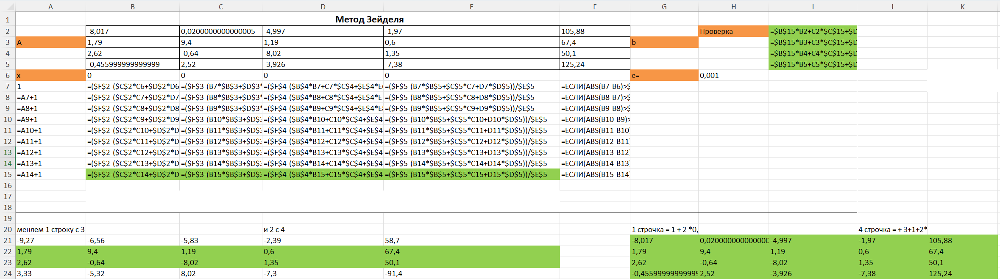 A B C D E F G H I J K
1 Метод Зейделя
2 -8,017 0,0200000000000005 -4,997 -1,97 105,88 Проверка =$B$15*B2+C2*$C$15+$D
3 A 1,79 9,4 1,19 0,6 67,4 b =$B$15*B3+C3*$C$15+$D
4 2,62 -0,64 -8,02 1,35 50,1 =$B$15*B4+C4*$C$15+$D
5 -0,455999999999999 2,52 -3,926 -7,38 125,24 =$B$15*B5+C5*$C$15+$D
6 x 0 0 0 0 e= 0,001
7 1 =($F$2-($C$2*C6+$D$2*D6 =($F$3-(B7*$B$3+$D$3* =($F$4-($B$4*B7+C7*$C$4+$E$4*E6 =($F$5-(B7*$B$5+$C$5*C7+D7*$D$5))/$E$5 =ЕСЛИ(ABS(B7-B6)>$
8 =A7+1 =($F$2-($C$2*C7+$D$2*D7 =($F$3-(B8*$B$3+$D$3* =($F$4-($B$4*B8+C8*$C$4+$E$4*E7 =($F$5-(B8*$B$5+$C$5*C8+D8*$D$5))/$E$5 =ЕСЛИ(ABS(B8-B7)>$
9 =A8+1 =($F$2-($C$2*C8+$D$2*D8 =($F$3-(B9*$B$3+$D$3* =($F$4-($B$4*B9+C9*$C$4+$E$4*E8 =($F$5-(B9*$B$5+$C$5*C9+D9*$D$5))/$E$5 =ЕСЛИ(ABS(B9-B8)>$
10 =A9+1 =($F$2-($C$2*C9+$D$2*D9 =($F$3-(B10*$B$3+$D$3 =($F$4-($B$4*B10+C10*$C$4+$E$4 =($F$5-(B10*$B$5+$C$5*C10+D10*$D$5))/$E$5 =ЕСЛИ(ABS(B10-B9)>
11 =A10+1 =($F$2-($C$2*C10+$D$2*D =($F$3-(B11*$B$3+$D$3 =($F$4-($B$4*B11+C11*$C$4+$E$4 =($F$5-(B11*$B$5+$C$5*C11+D11*$D$5))/$E$5 =ЕСЛИ(ABS(B11-B10)
12 =A11+1 =($F$2-($C$2*C11+$D$2*D =($F$3-(B12*$B$3+$D$3 =($F$4-($B$4*B12+C12*$C$4+$E$4 =($F$5-(B12*$B$5+$C$5*C12+D12*$D$5))/$E$5 =ЕСЛИ(ABS(B12-B11)
13 =A12+1 =($F$2-($C$2*C12+$D$2*D =($F$3-(B13*$B$3+$D$3 =($F$4-($B$4*B13+C13*$C$4+$E$4 =($F$5-(B13*$B$5+$C$5*C13+D13*$D$5))/$E$5 =ЕСЛИ(ABS(B13-B12)
14 =A13+1 =($F$2-($C$2*C13+$D$2*D =($F$3-(B14*$B$3+$D$3 =($F$4-($B$4*B14+C14*$C$4+$E$4 =($F$5-(B14*$B$5+$C$5*C14+D14*$D$5))/$E$5 =ЕСЛИ(ABS(B14-B13)
15 =A14+1 =($F$2-($C$2*C14+$D$2*D =($F$3-(B15*$B$3+$D$3 =($F$4-($B$4*B15+C15*$C$4+$E$4 =($F$5-(B15*$B$5+$C$5*C15+D15*$D$5))/$E$5 =ЕСЛИ(ABS(B15-B14)
16
17
18
19
20 меняем 1 строку с 3 и 2 с 4 1 строчка = 1 + 2 *0, 4 строчка = + 3+1+2*
21 -9,27 -6,56 -5,83 -2,39 58,7 -8,017 0,020000000000000 -4,997 -1,97 105,88
22 1,79 9,4 1,19 0,6 67,4 1,79 9,4 1,19 0,6 67,4
23 2,62 -0,64 -8,02 1,35 50,1 2,62 -0,64 -8,02 1,35 50,1
24 3,33 -5,32 8,02 -7,3 -91,4 -0,45599999999999 2,52 -3,926 -7,38 125,24